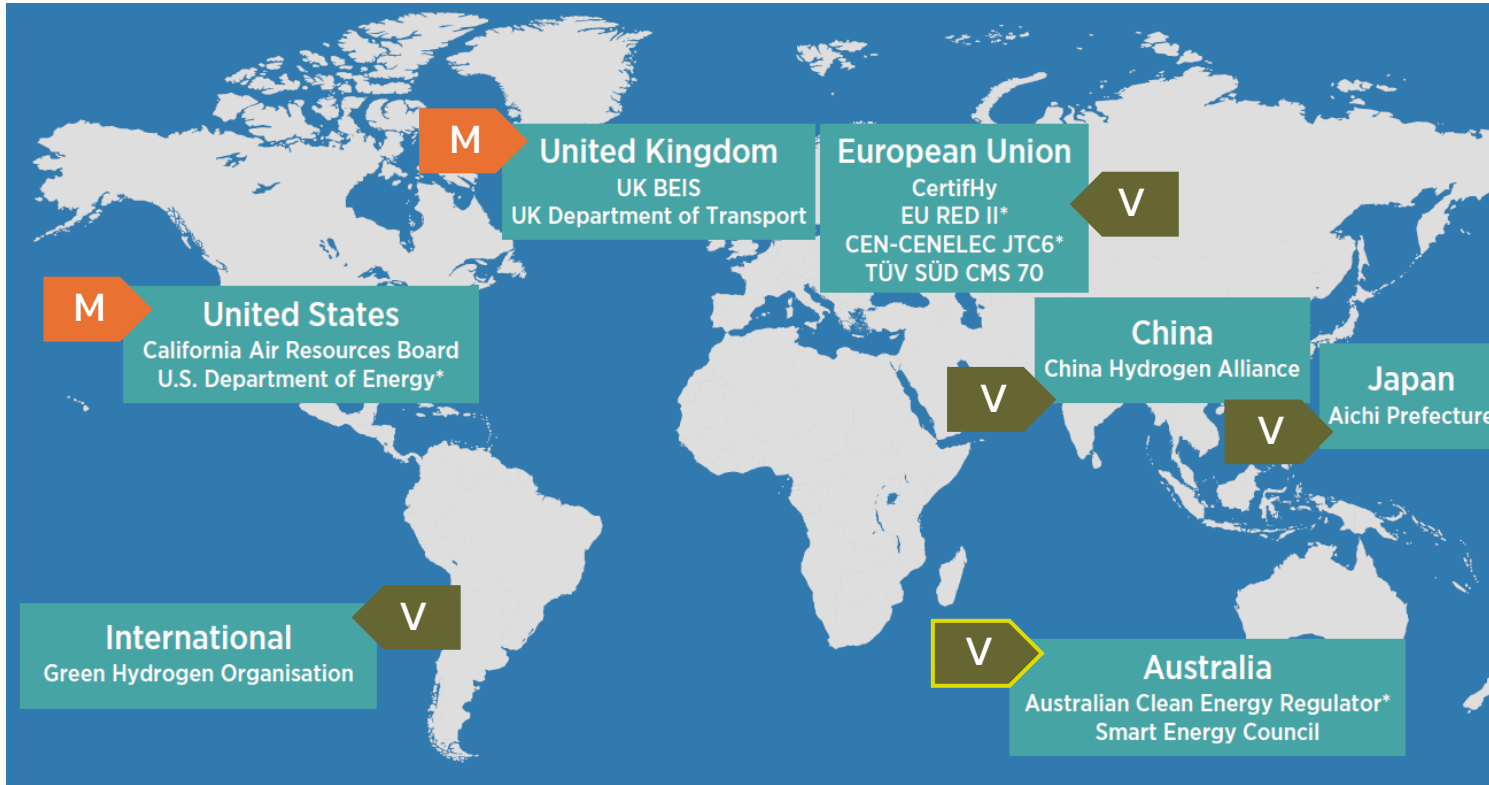 M
United Kingdom
UK BEIS
UK Department of Transport
European Union
CertifHy
EU RED II*
CEN-CENELEC JTC6*
TÜV SÜD CMS 70
V
M
United States
California Air Resources Board
U.S. Department of Energy*
China
China Hydrogen Alliance
V
Japan
Aichi Prefecture
V
International
Green Hydrogen Organisation
V
V
Australia
Australian Clean Energy Regulator*
Smart Energy Council